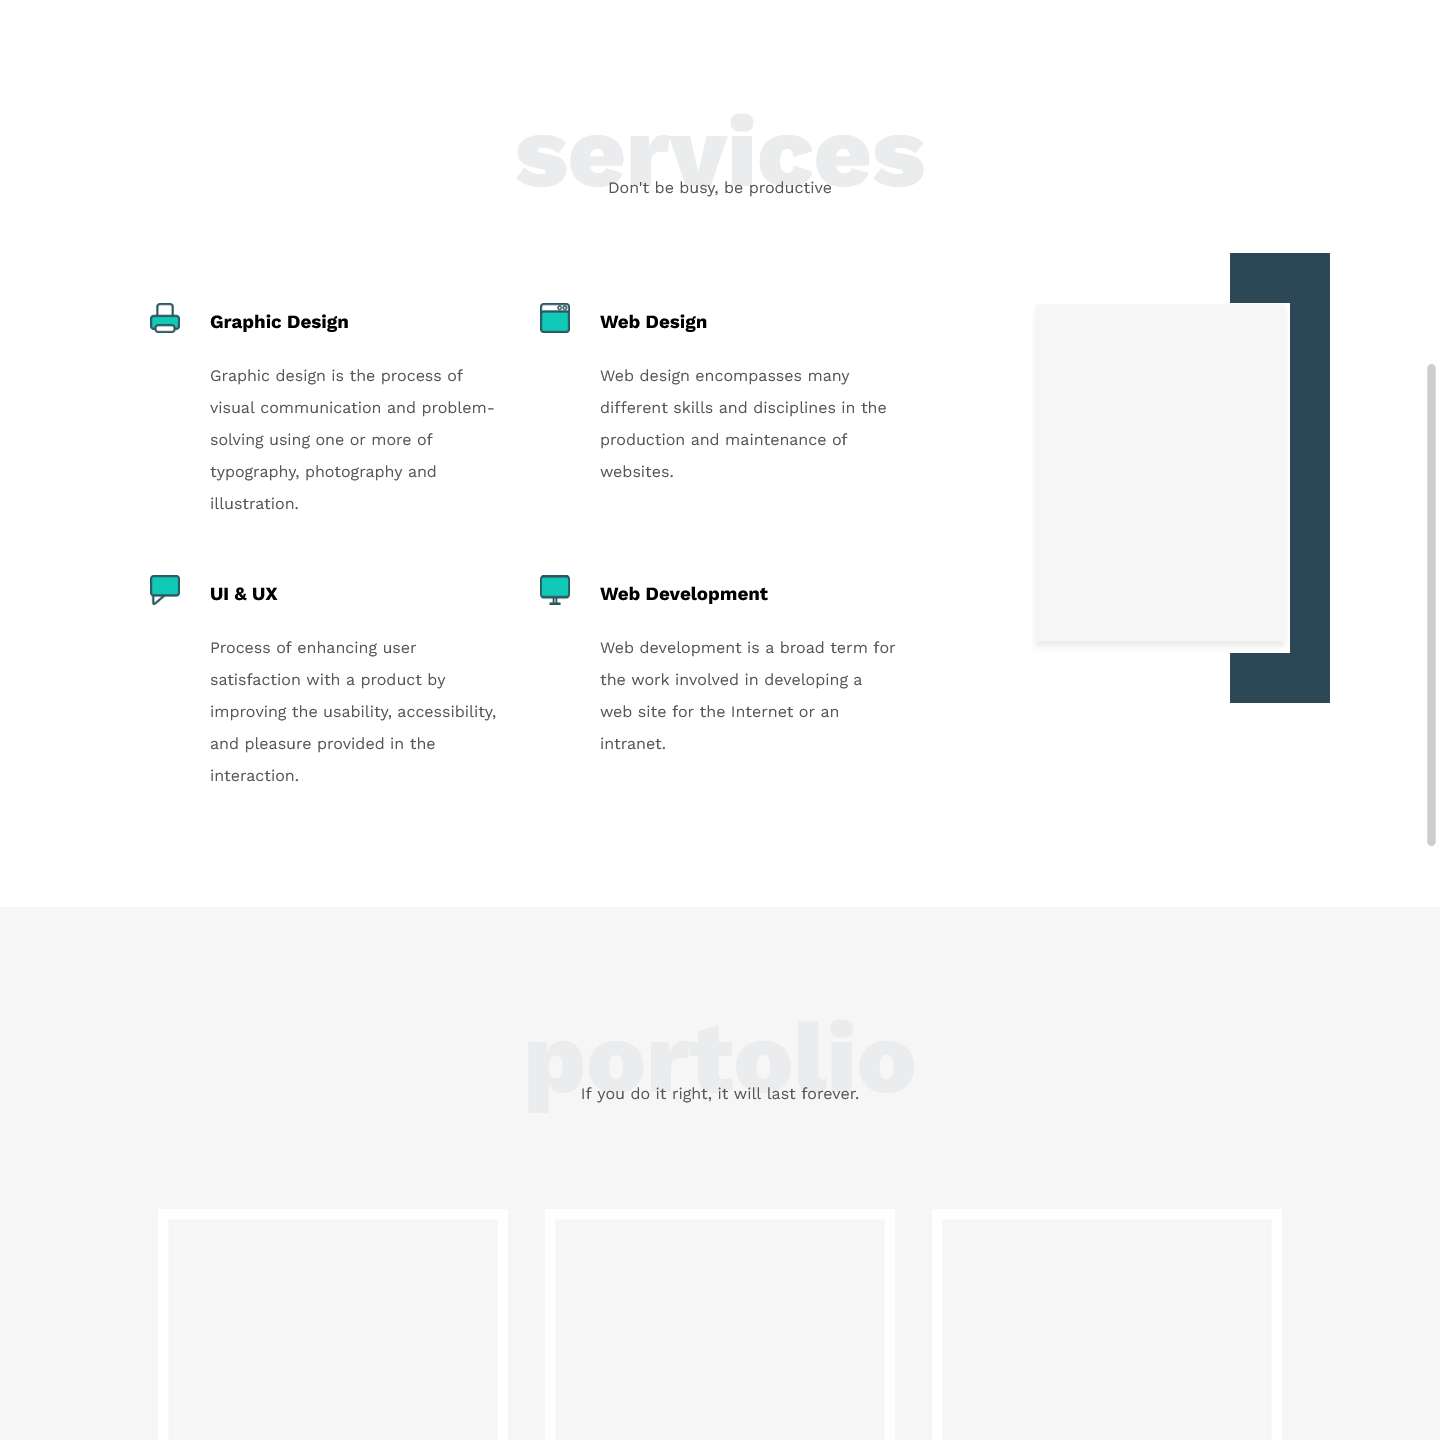 services
Don't be busy, be productive
Graphic Design
Graphic design is the process of
visual communication and problem-
solving using one or more of
typography, photography and
illustration.
Web Design
Web design encompasses many
different skills and disciplines in the
production and maintenance of
websites.
UI & UX
Process of enhancing user
satisfaction with a product by
improving the usability, accessibility,
and pleasure provided in the
interaction.
Web Development
Web development is a broad term for
the work involved in developing a
web site for the Internet or an
intranet.
portolio
If you do it right, it will last forever.